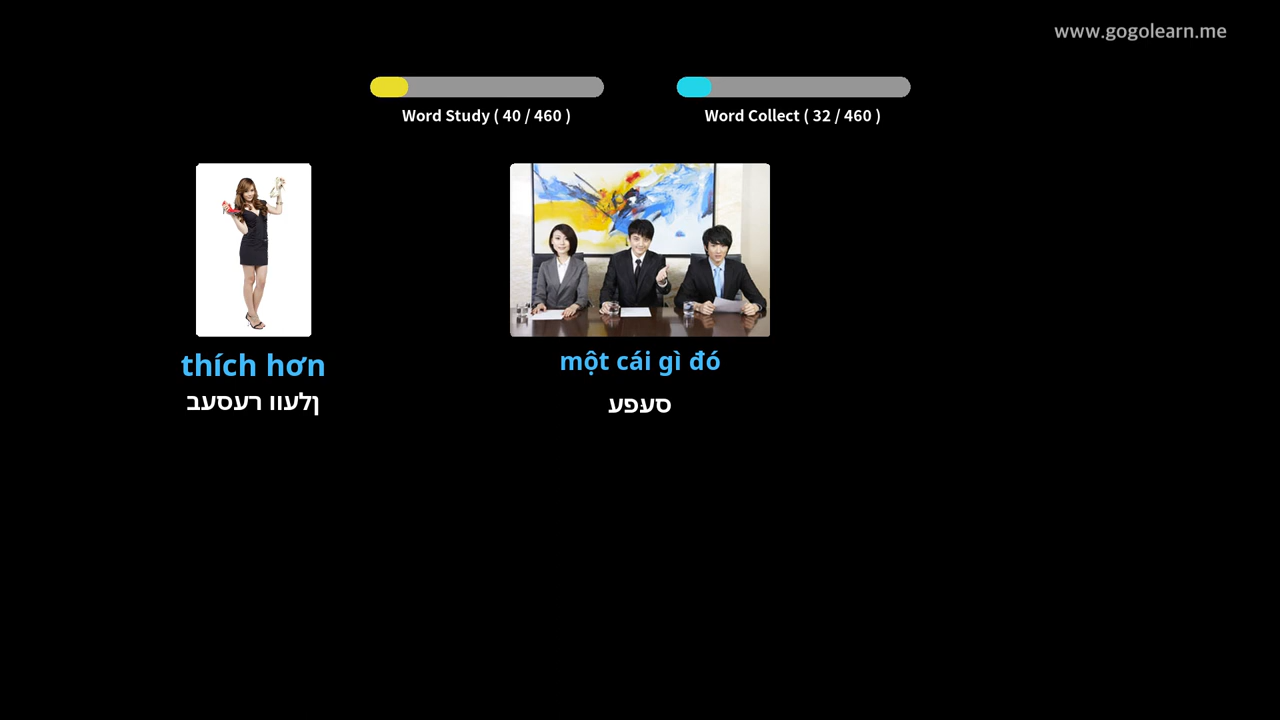 www.gogolearn.me
Word Study ( 40 / 460 )
Word Collect ( 32 / 460 )
thích hơn
ןלעוו רעסעב
một cái gì đó
סעפע